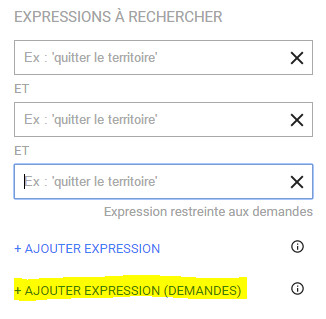 EXPRESSIONS À RECHERCHER
Ex : 'quitter le territoire'
ET
Ex : 'quitter le territoire'
ET
Ex : 'quitter le territoire'
Expression restreinte aux demandes
+ AJOUTER EXPRESSION
+ AJOUTER EXPRESSION (DEMANDES)